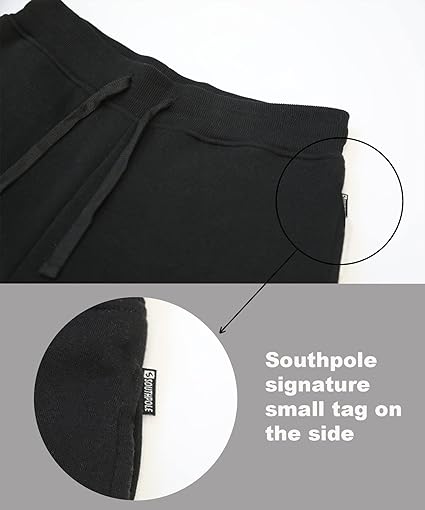 SOUTHPOLE
Southpole
signature
small tag on
the side